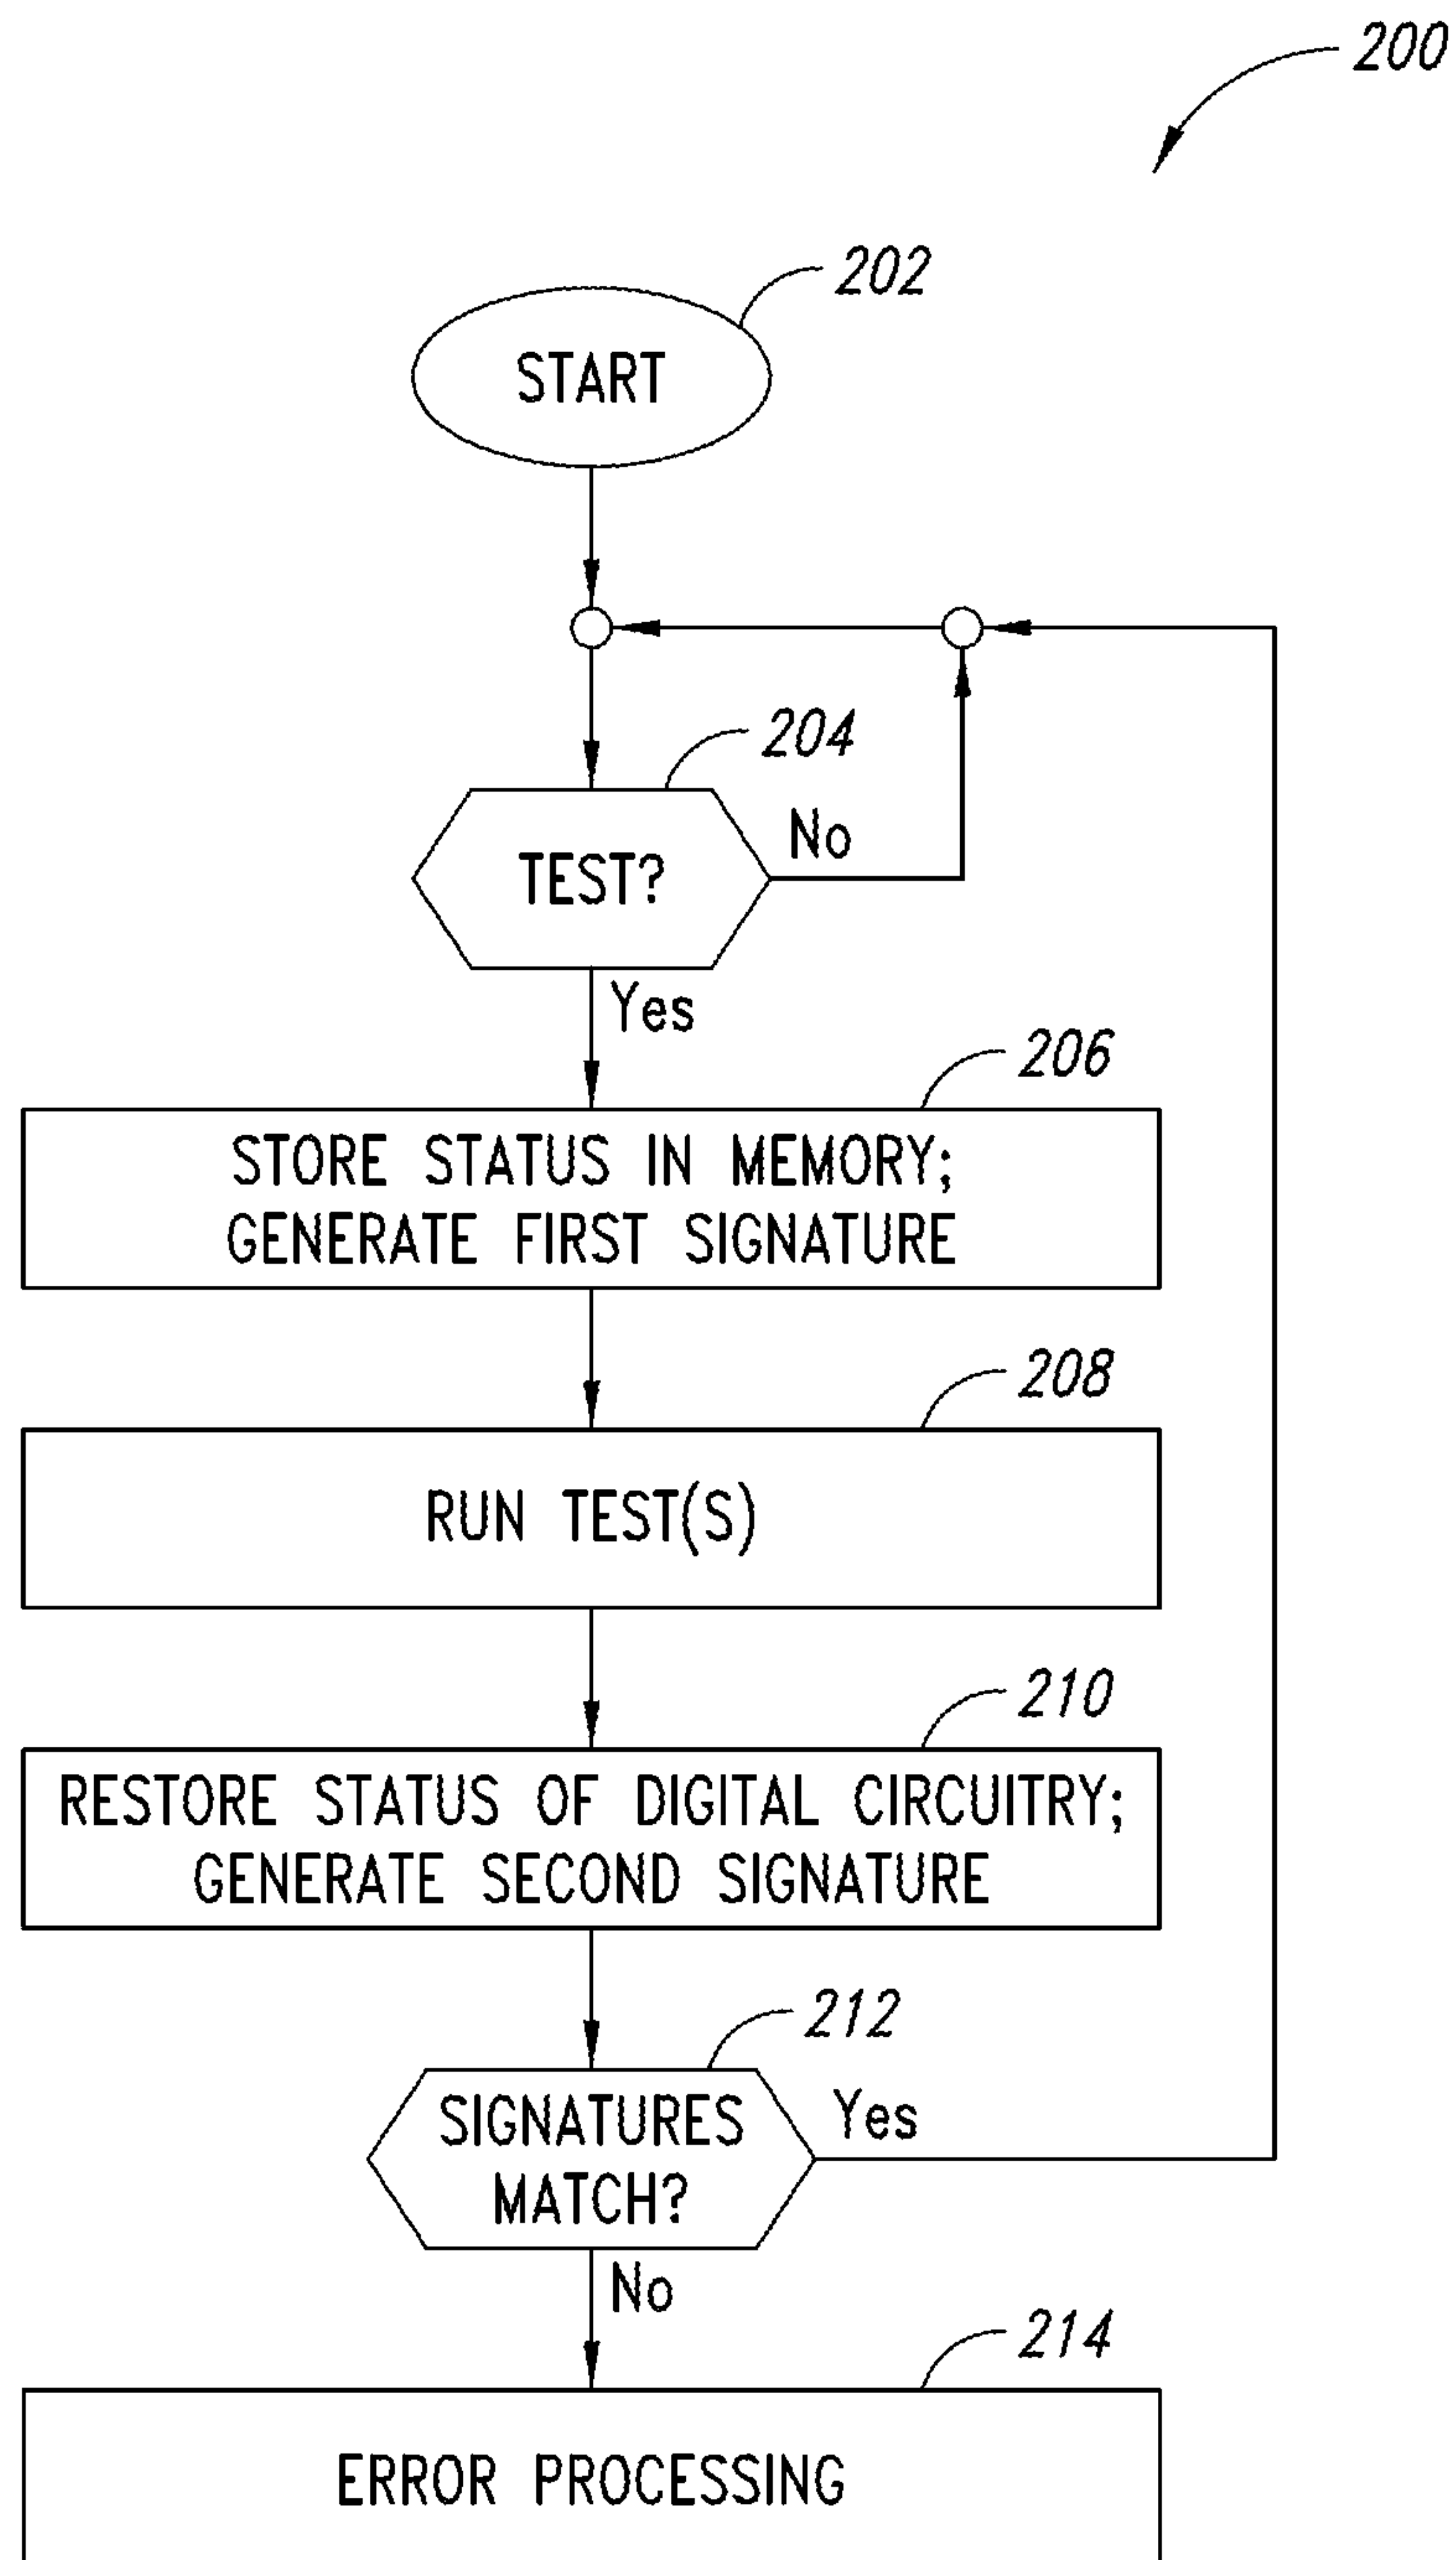 200
202
START
204
TEST?
No
Yes
206
STORE STATUS IN MEMORY;
GENERATE FIRST SIGNATURE
208
RUN TEST(S)
210
RESTORE STATUS OF DIGITAL CIRCUITRY;
GENERATE SECOND SIGNATURE
212
SIGNATURES
MATCH?
Yes
No
214
ERROR PROCESSING